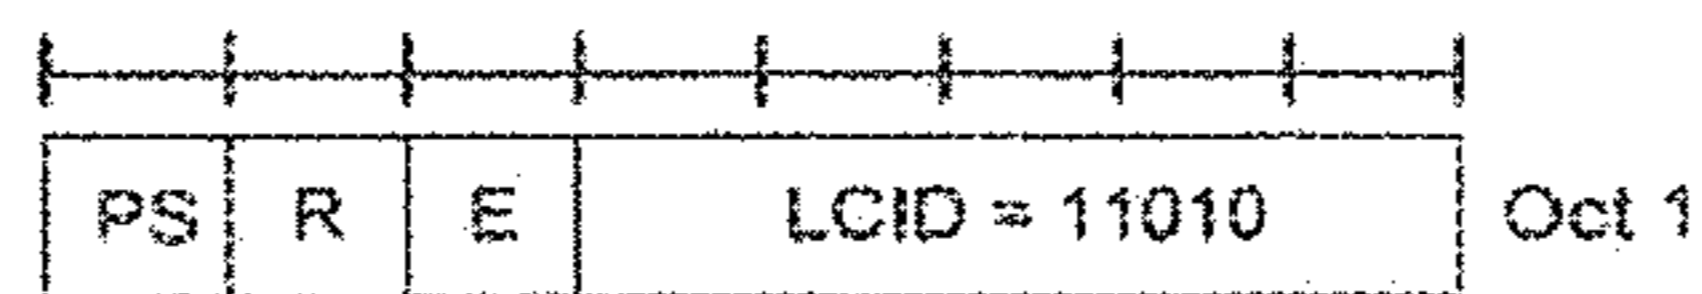 PS R E LCID = 11010 Oct 1